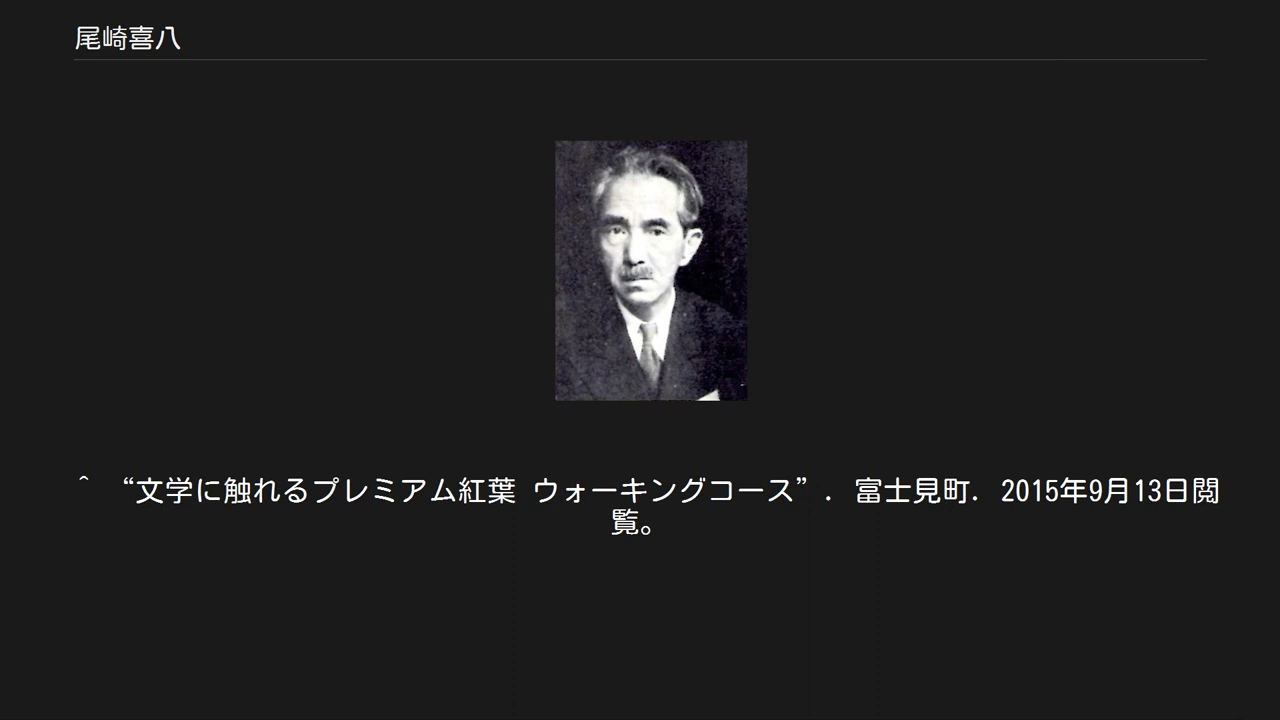 尾崎喜八
^ “文学に触れるプレミアム紅葉 ウォーキングコース”. 富士見町. 2015年9月13日閲
覧。